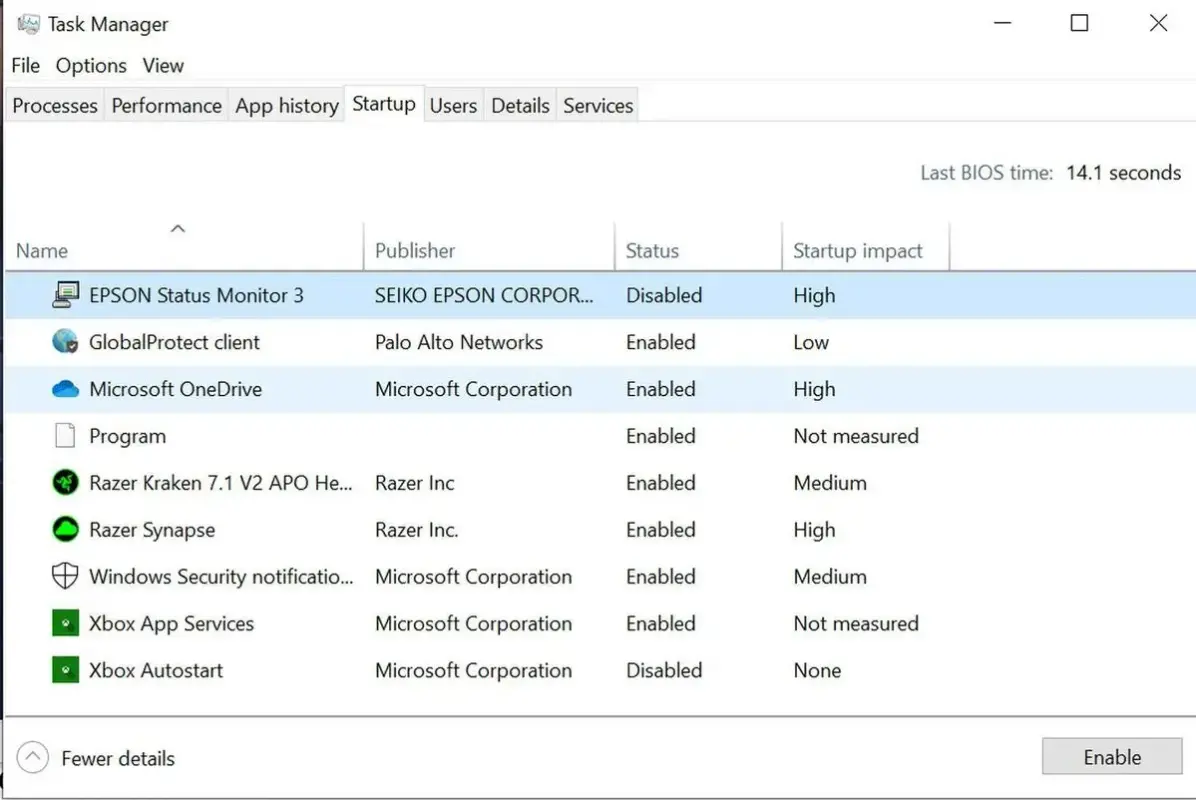 Task Manager
File Options View
Processes Performance App history Startup Users Details Services
Last BIOS time: 14.1 seconds
Name Publisher Status Startup impact
EPSON Status Monitor 3 SEIKO EPSON CORPOR... Disabled High
GlobalProtect client Palo Alto Networks Enabled Low
Microsoft OneDrive Microsoft Corporation Enabled High
Program Enabled Not measured
Razer Kraken 7.1 V2 APO He... Razer Inc Enabled Medium
Razer Synapse Razer Inc. Enabled High
Windows Security notificatio... Microsoft Corporation Enabled Medium
Xbox App Services Microsoft Corporation Enabled Not measured
Xbox Autostart Microsoft Corporation Disabled None
Fewer details Enable